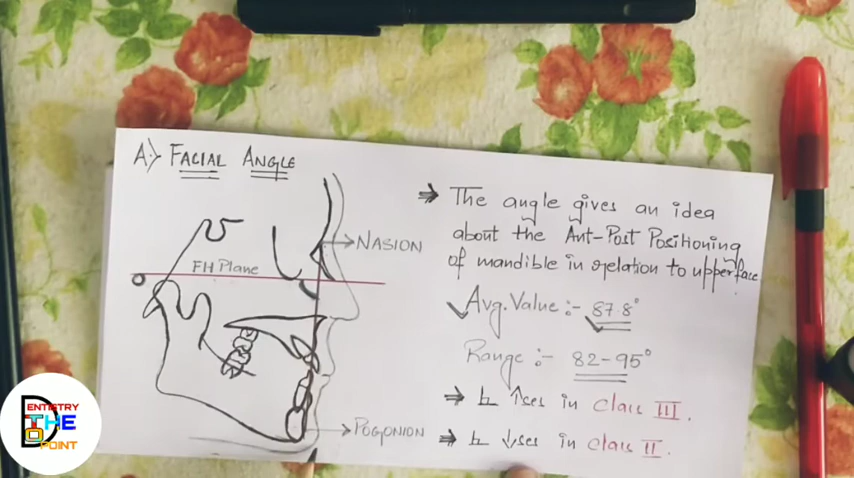 A:-) FACIAL ANGLE
NASION
FH Plane
POGONION
⇒ The angle gives an idea
about the Ant-Post Positioning
of mandible in relation to upperface.
Avg. Value :- 87.8°
Range :- 82-95°
⇒ ∟ ↑ses in class III.
⇒ ∟ ↓ses in class II.
DENTISTRY
THE
POINT